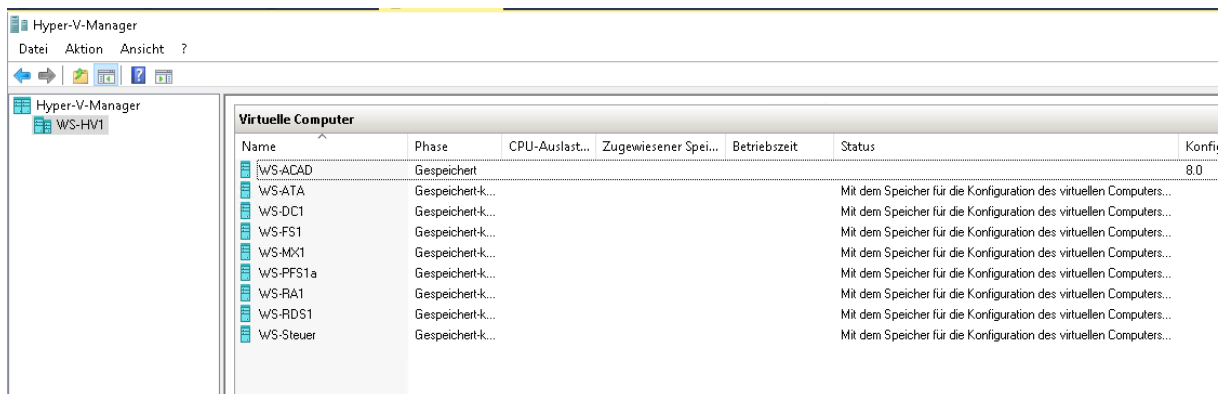 Hyper-V-Manager
Datei Aktion Ansicht ?
Hyper-V-Manager
WS-HV1
Virtuelle Computer
Name Phase CPU-Auslast... Zugewiesener Spei... Betriebszeit Status Konfi
WS-ACAD Gespeichert 8.0
WS-ATA Gespeichert-k... Mit dem Speicher für die Konfiguration des virtuellen Computers...
WS-DC1 Gespeichert-k... Mit dem Speicher für die Konfiguration des virtuellen Computers...
WS-FS1 Gespeichert-k... Mit dem Speicher für die Konfiguration des virtuellen Computers...
WS-MX1 Gespeichert-k... Mit dem Speicher für die Konfiguration des virtuellen Computers...
WS-PFS1a Gespeichert-k... Mit dem Speicher für die Konfiguration des virtuellen Computers...
WS-RA1 Gespeichert-k... Mit dem Speicher für die Konfiguration des virtuellen Computers...
WS-RDS1 Gespeichert-k... Mit dem Speicher für die Konfiguration des virtuellen Computers...
WS-Steuer Gespeichert-k... Mit dem Speicher für die Konfiguration des virtuellen Computers...